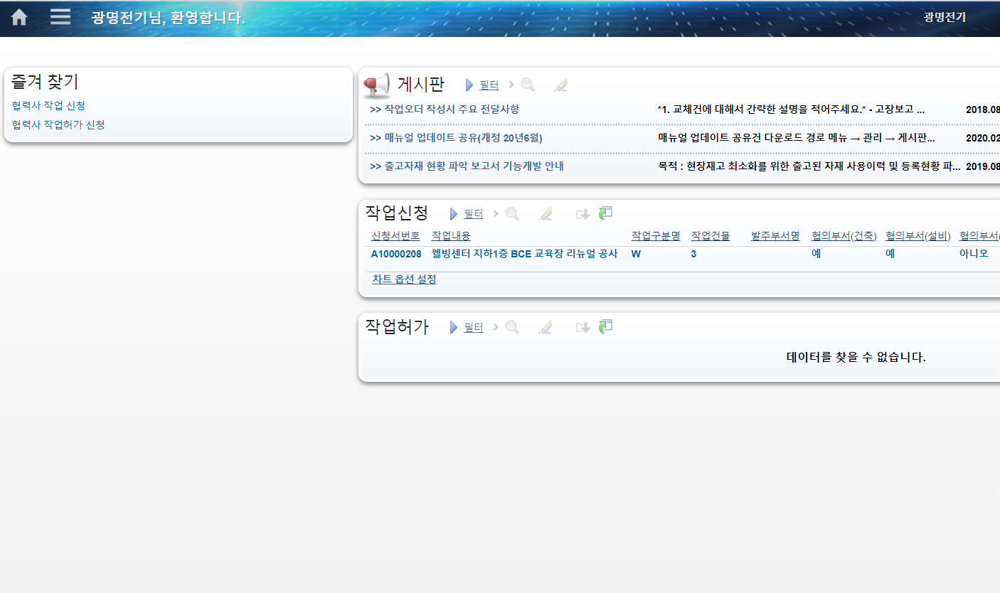 광명전기님, 환영합니다.
광명전기
즐겨 찾기
협력사 작업 신청
협력사 작업허가 신청
게시판 필터
>> 작업오더 작성시 주요 전달사항 *1. 교체건에 대해서 간략한 설명을 적어주세요.* - 고장보고 ... 2018.08
>> 매뉴얼 업데이트 공유(개정 20년6월) 매뉴얼 업데이트 공유건 다운로드 경로 메뉴 → 관리 → 게시판... 2020.02
>> 출고자재 현황 파악 보고서 기능개발 안내 목적 : 현장재고 최소화를 위한 출고된 자재 사용이력 및 등록현황 파... 2019.08
작업신청 필터
신청서번호 작업내용 작업구분명 작업건물 발주부서명 협의부서(건축) 협의부서(설비) 협의부서(
A10000208 웰빙센터 지하1층 BCE 교육장 리뉴얼 공사 W 3 예 예 아니오
차트 옵션 설정
작업허가 필터
데이터를 찾을 수 없습니다.